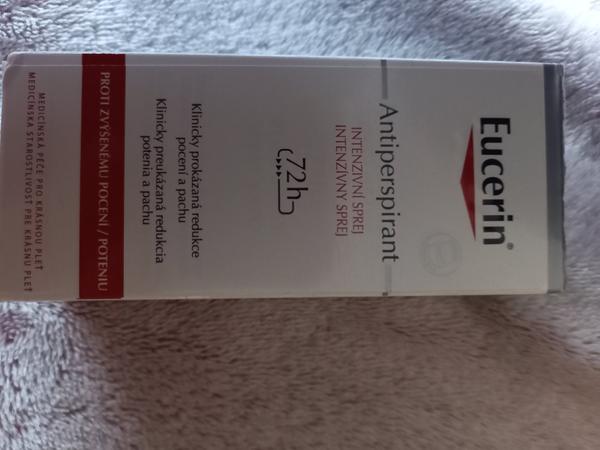 Eucerin®
Antiperspirant
INTENZIVNÍ SPREJ
INTENZÍVNY SPREJ
72h
Klinicky prokázaná redukce
pocení a pachu
Klinicky preukázaná redukcia
potenia a pachu
PROTI ZVÝŠENÉMU POCENÍ / POTENIU
MEDICÍNSKÁ PÉČE PRO KRÁSNOU PLEŤ
MEDICÍNSKA STAROSTLIVOSŤ PRE KRÁSNU PLEŤ